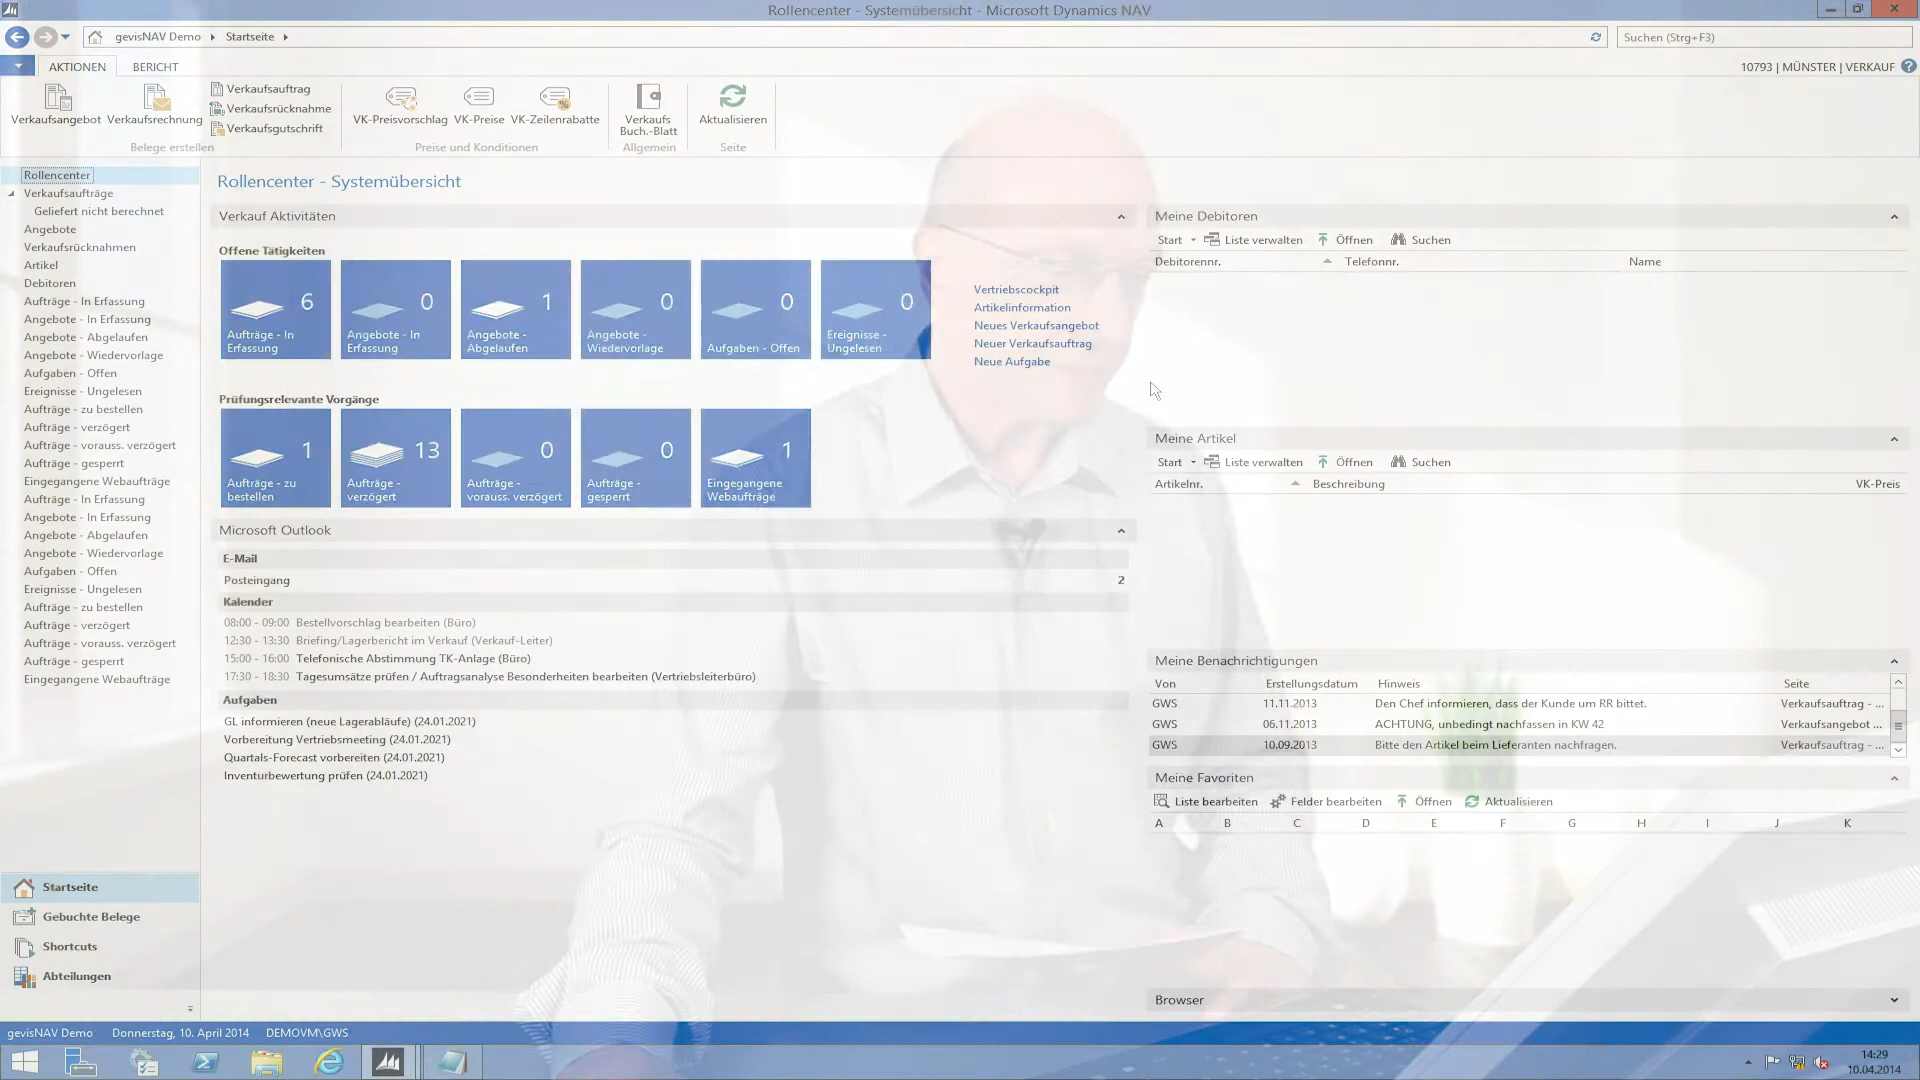 Rollencenter - Systemübersicht - Microsoft Dynamics NAV
gevisNAV Demo
Startseite
Suchen (Strg+F3)
AKTIONEN
BERICHT
10793 | MÜNSTER | VERKAUF
Verkaufsangebot
Verkaufsrechnung
Verkaufsauftrag
Verkaufsrücknahme
Verkaufsgutschrift
Belege erstellen
VK-Preisvorschlag
VK-Preise
VK-Zeilenrabatte
Preise und Konditionen
Verkaufs
Buch.-Blatt
Allgemein
Aktualisieren
Seite
Rollencenter
Verkaufsaufträge
Geliefert nicht berechnet
Angebote
Verkaufsrücknahmen
Artikel
Debitoren
Aufträge - In Erfassung
Angebote - In Erfassung
Angebote - Abgelaufen
Angebote - Wiedervorlage
Aufgaben - Offen
Ereignisse - Ungelesen
Aufträge - zu bestellen
Aufträge - verzögert
Aufträge - vorauss. verzögert
Aufträge - gesperrt
Eingegangene Webaufträge
Aufträge - In Erfassung
Angebote - In Erfassung
Angebote - Abgelaufen
Angebote - Wiedervorlage
Aufgaben - Offen
Ereignisse - Ungelesen
Aufträge - zu bestellen
Aufträge - verzögert
Aufträge - vorauss. verzögert
Aufträge - gesperrt
Eingegangene Webaufträge
Startseite
Gebuchte Belege
Shortcuts
Abteilungen
Rollencenter - Systemübersicht
Verkauf Aktivitäten
Offene Tätigkeiten
6
Aufträge - In
Erfassung
0
Angebote - In
Erfassung
1
Angebote -
Abgelaufen
0
Angebote -
Wiedervorlage
0
Aufgaben - Offen
0
Ereignisse -
Ungelesen
Vertriebscockpit
Artikelinformation
Neues Verkaufsangebot
Neuer Verkaufsauftrag
Neue Aufgabe
Prüfungsrelevante Vorgänge
1
Aufträge - zu
bestellen
13
Aufträge -
verzögert
0
Aufträge -
vorauss. verzögert
0
Aufträge -
gesperrt
1
Eingegangene
Webaufträge
Microsoft Outlook
E-Mail
Posteingang 2
Kalender
08:00 - 09:00 Bestellvorschlag bearbeiten (Büro)
12:30 - 13:30 Briefing/Lagerbericht im Verkauf (Verkauf-Leiter)
15:00 - 16:00 Telefonische Abstimmung TK-Anlage (Büro)
17:30 - 18:30 Tagesumsätze prüfen / Auftragsanalyse Besonderheiten bearbeiten (Vertriebsleiterbüro)
Aufgaben
GL informieren (neue Lagerabläufe) (24.01.2021)
Vorbereitung Vertriebsmeeting (24.01.2021)
Quartals-Forecast vorbereiten (24.01.2021)
Inventurbewertung prüfen (24.01.2021)
Meine Debitoren
Start Liste verwalten Öffnen Suchen
Debitorennr. Telefonnr. Name
Meine Artikel
Start Liste verwalten Öffnen Suchen
Artikelnr. Beschreibung VK-Preis
Meine Benachrichtigungen
Von Erstellungsdatum Hinweis Seite
GWS 11.11.2013 Den Chef informieren, dass der Kunde um RR bittet. Verkaufsauftrag - ...
GWS 06.11.2013 ACHTUNG, unbedingt nachfassen in KW 42 Verkaufsangebot ...
GWS 10.09.2013 Bitte den Artikel beim Lieferanten nachfragen. Verkaufsauftrag - ...
Meine Favoriten
Liste bearbeiten Felder bearbeiten Öffnen Aktualisieren
A B C D E F G H I J K
Browser
gevisNAV Demo Donnerstag, 10. April 2014 DEMOVM\GWS
14:29
10.04.2014